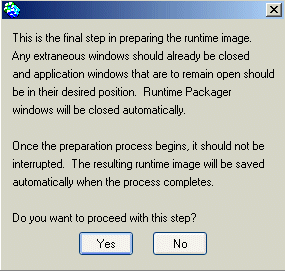 This is the final step in preparing the runtime image.
Any extraneous windows should already be closed
and application windows that are to remain open should
be in their desired position.  Runtime Packager
windows will be closed automatically.
Once the preparation process begins, it should not be
interrupted.  The resulting runtime image will be saved
automatically when the process completes.
Do you want to proceed with this step?
Yes No